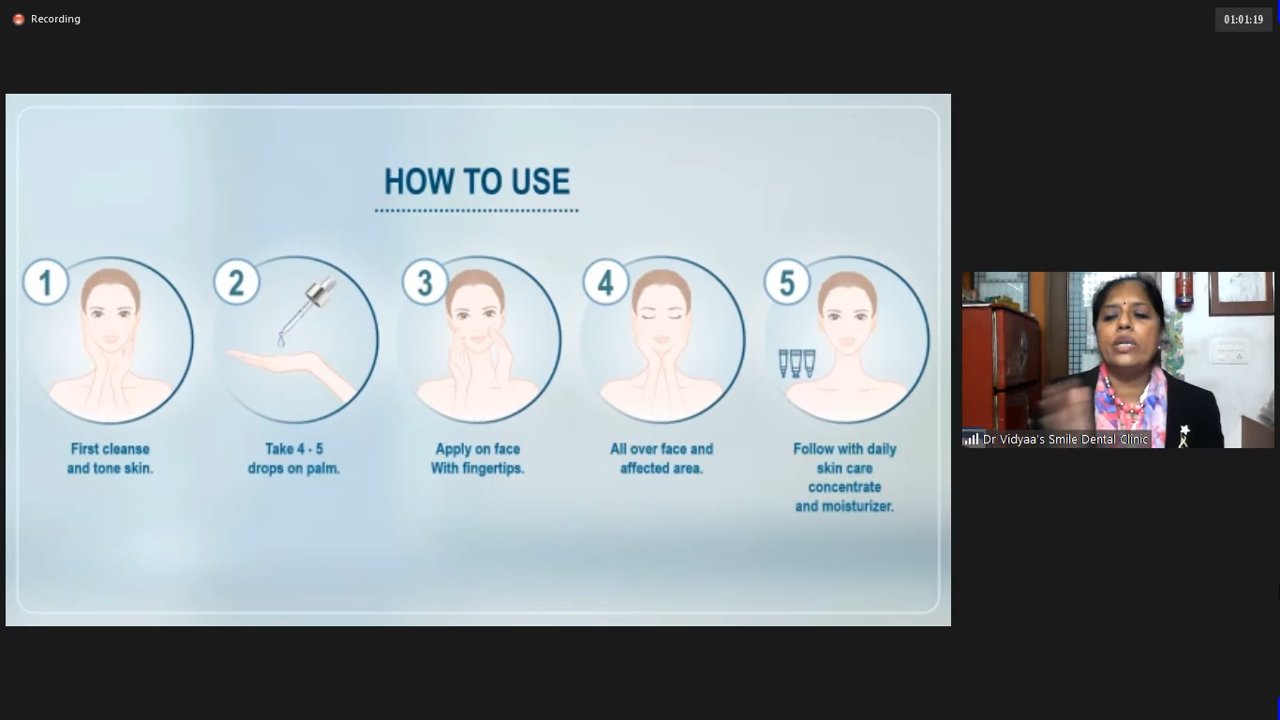 Recording
01:01:19
HOW TO USE
1
2
3
4
5
First cleanse
and tone skin.
Take 4 - 5
drops on palm.
Apply on face
With fingertips.
All over face and
affected area.
Follow with daily
skin care
concentrate
and moisturizer.
Dr Vidyaa's Smile Dental Clinic